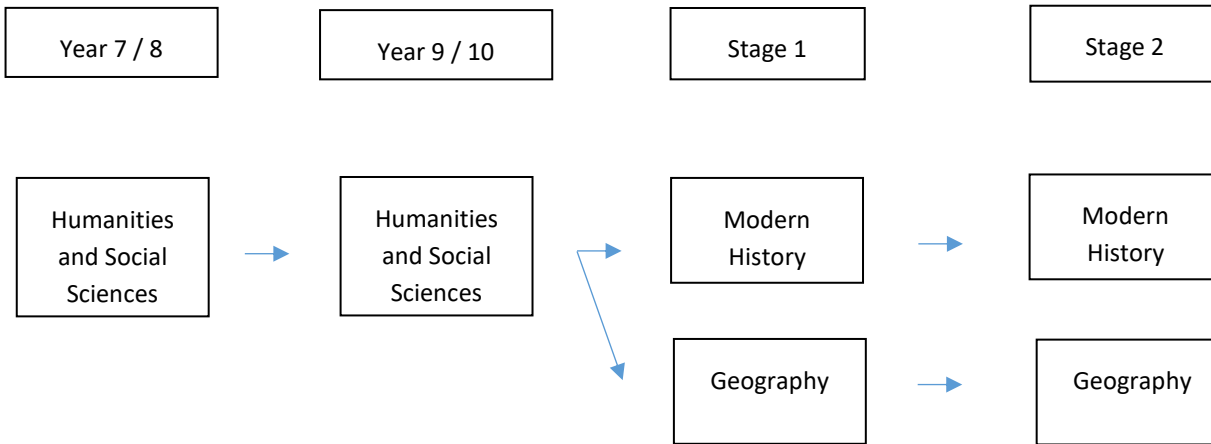 Year 7 / 8
Year 9 / 10
Stage 1
Stage 2
Humanities
and Social
Sciences
Humanities
and Social
Sciences
Modern
History
Modern
History
Geography
Geography